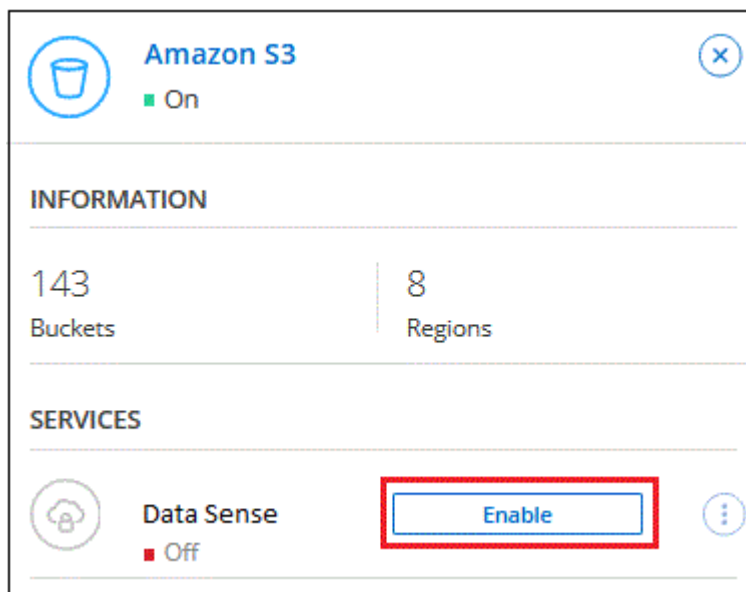 Amazon S3
On
INFORMATION
143 8
Buckets Regions
SERVICES
Data Sense Enable
Off